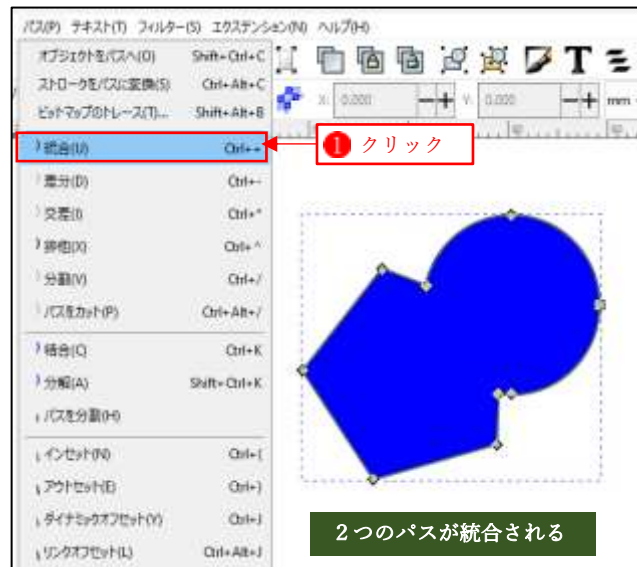 パス(P) テキスト(T) フィルター(S) エクステンション(N) ヘルプ(H)
オブジェクトをパスへ(O) Shift+Ctrl+C
ストロークをパスに変換(S) Ctrl+Alt+C
ビットマップのトレース(T)... Shift+Alt+B
X: 0.000 Y: 0.000 mm
統合(U) Ctrl++
1 クリック
差分(D) Ctrl+-
交差(I) Ctrl+*
排他(X) Ctrl+^
分割(V) Ctrl+/
パスをカット(P) Ctrl+Alt+/
結合(C) Ctrl+K
分解(A) Shift+Ctrl+K
パスを分割(H)
インセット(N) Ctrl+(
アウトセット(E) Ctrl+)
ダイナミックオフセット(Y) Ctrl+J
リンクオフセット(L) Ctrl+Alt+J
２つのパスが統合される